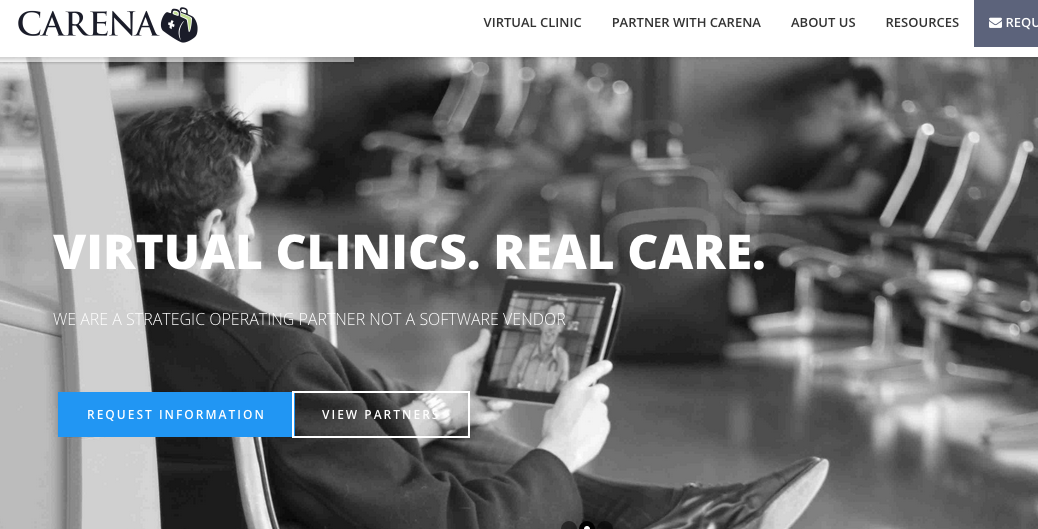 CARENA
VIRTUAL CLINIC
PARTNER WITH CARENA
ABOUT US
RESOURCES
REQU
VIRTUAL CLINICS. REAL CARE.
WE ARE A STRATEGIC OPERATING PARTNER NOT A SOFTWARE VENDOR
REQUEST INFORMATION
VIEW PARTNERS